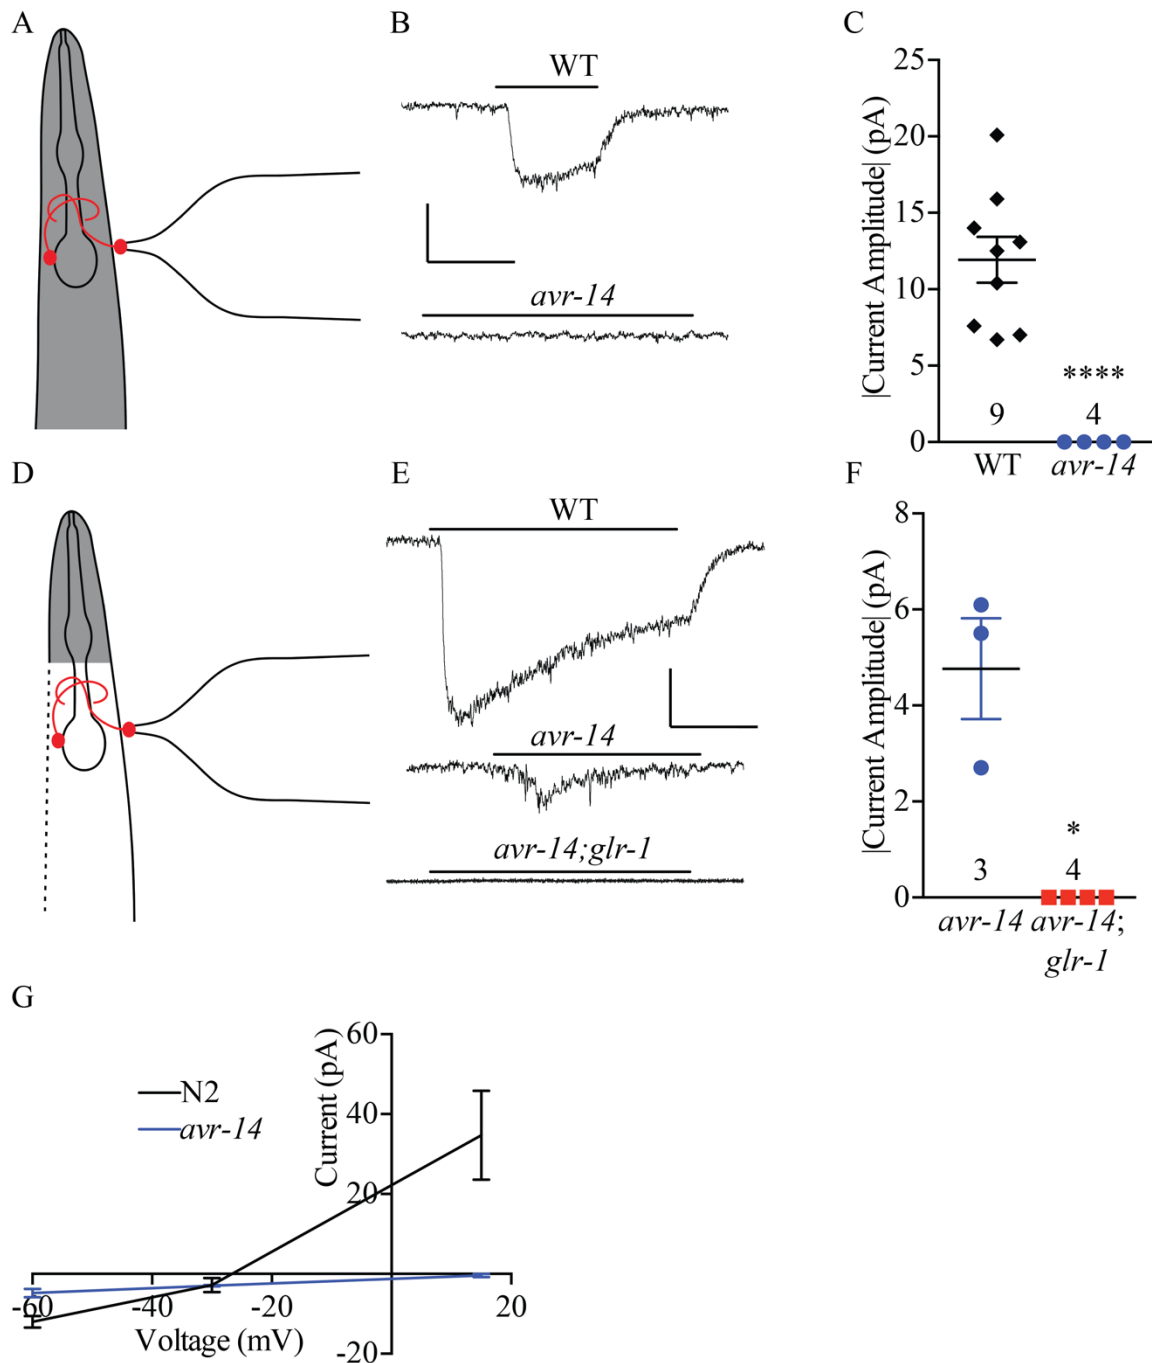 A
B
C
WT
avr-14
|Current Amplitude| (pA)
25
20
15
10
5
0
****
9
4
WT
avr-14
D
E
F
WT
avr-14
avr-14;glr-1
|Current Amplitude| (pA)
8
6
4
2
0
*
3
4
avr-14
avr-14;
glr-1
G
N2
avr-14
Current (pA)
60
40
20
-20
-60
-40
-20
20
Voltage (mV)